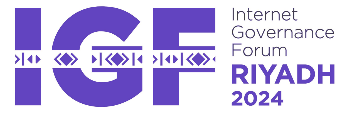 IGF
Internet
Governance
Forum
RIYADH
2024